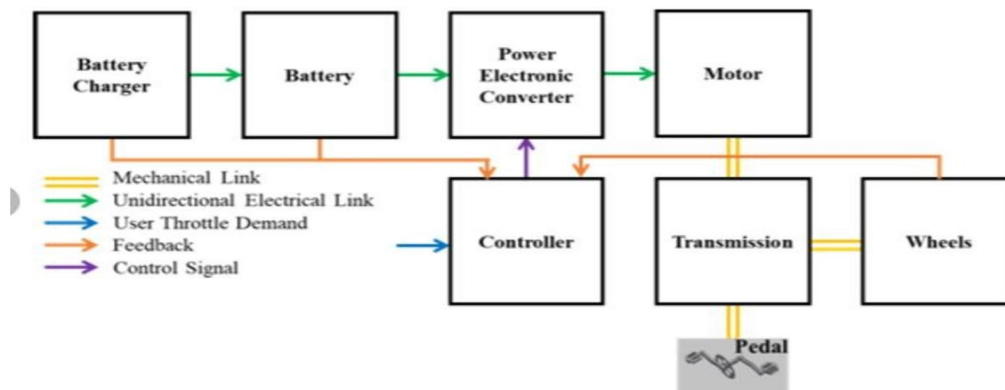 Battery
Charger
Battery
Power
Electronic
Converter
Motor
Mechanical Link
Unidirectional Electrical Link
User Throttle Demand
Feedback
Control Signal
Controller
Transmission
Wheels
Pedal